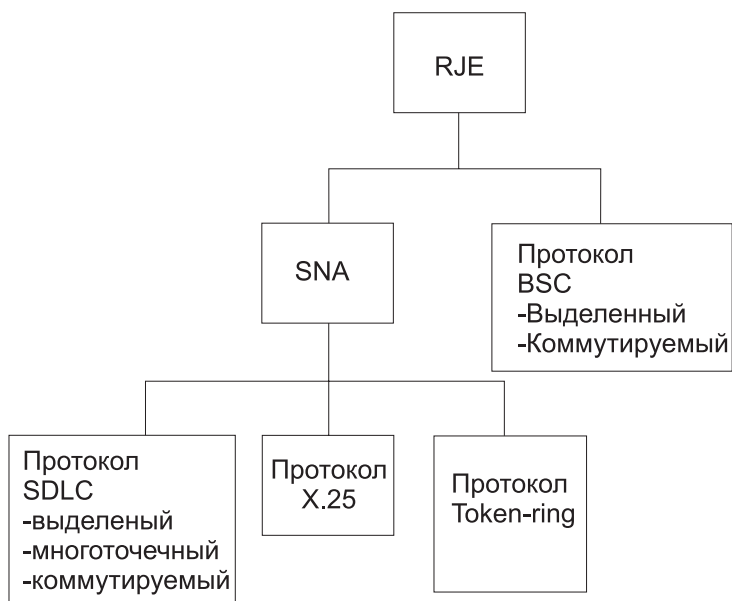 RJE
SNA
Протокол
BSC
-Выделенный
-Коммутируемый
Протокол
SDLC
-выделеный
-многоточечный
-коммутируемый
Протокол
X.25
Протокол
Token-ring